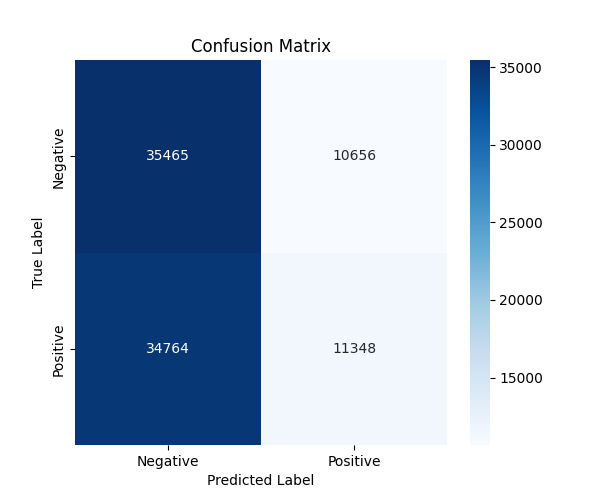 Confusion Matrix
True Label
Negative
Positive
35465
10656
34764
11348
Negative
Positive
Predicted Label
35000
30000
25000
20000
15000